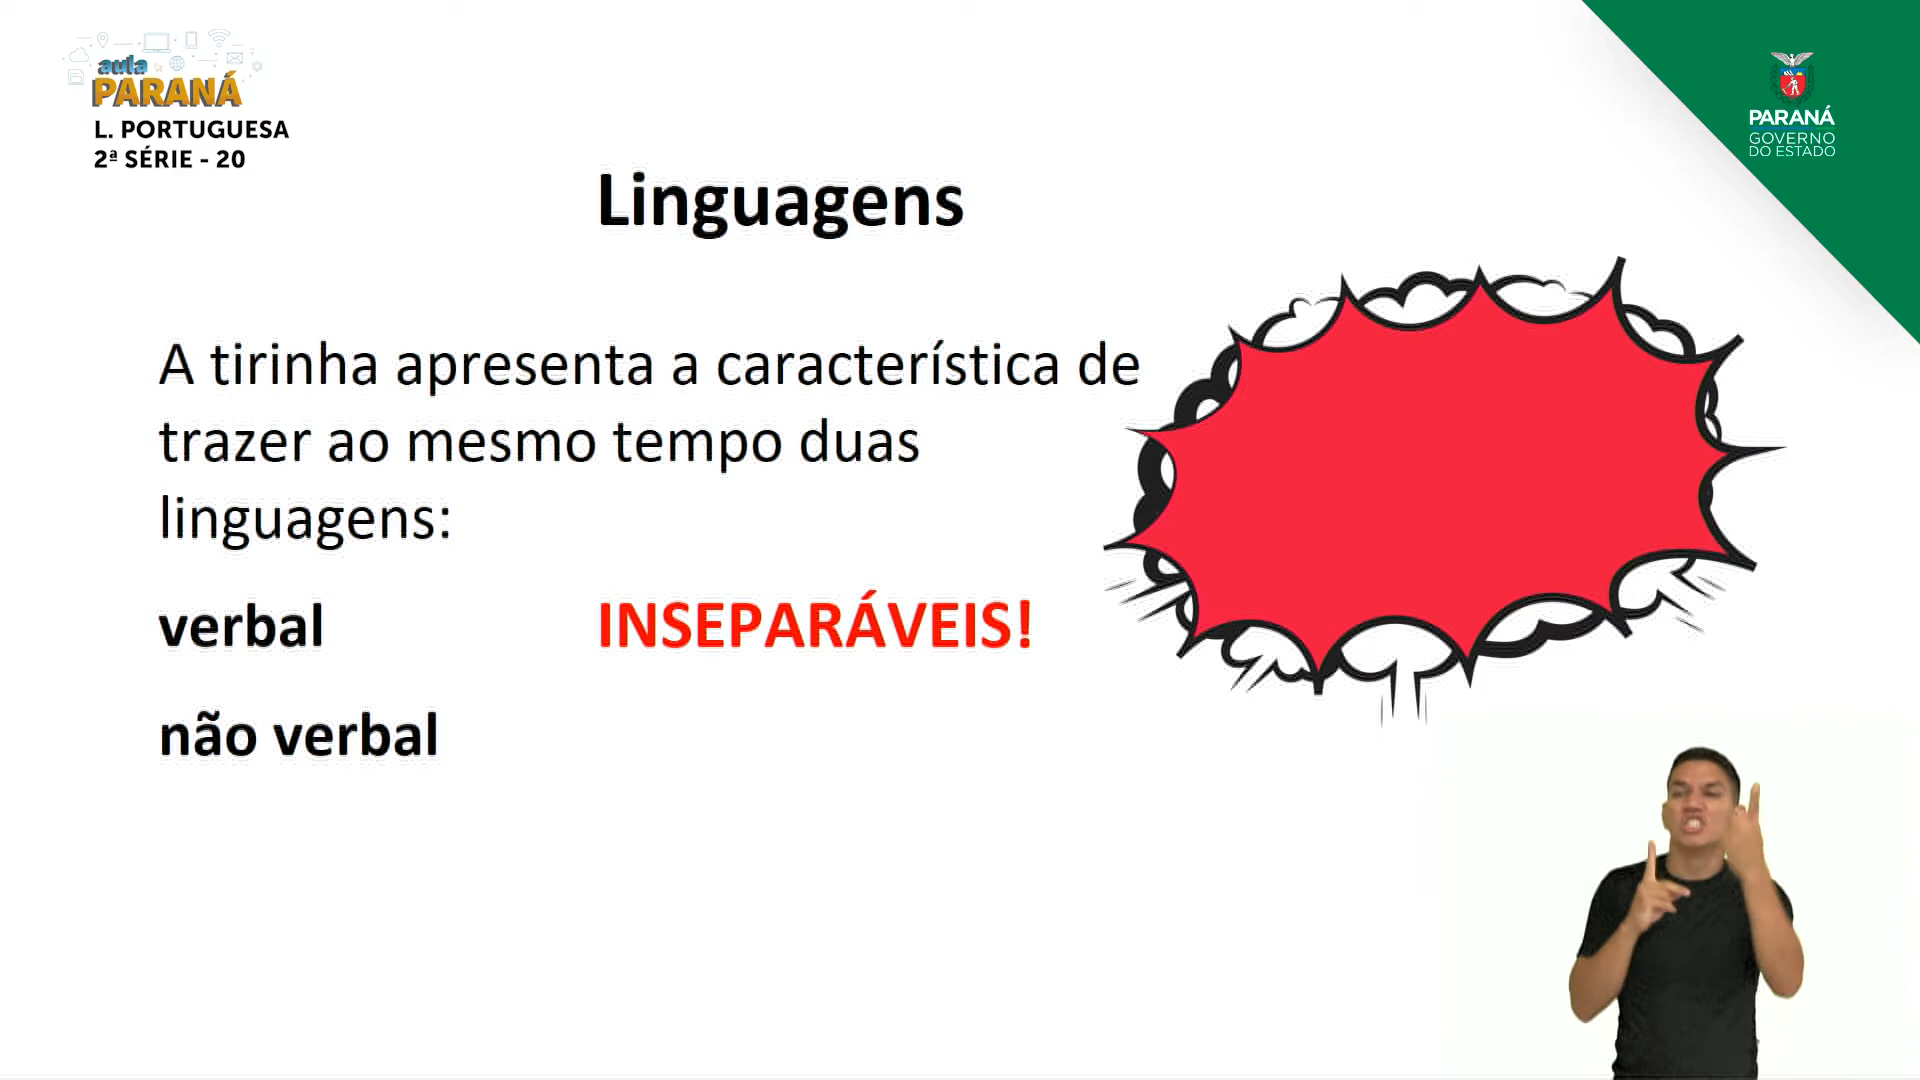 aula
PARANÁ
L. PORTUGUESA
2ª SÉRIE - 20
PARANÁ
GOVERNO
DO ESTADO
Linguagens
A tirinha apresenta a característica de
trazer ao mesmo tempo duas
linguagens:
verbal
INSEPARÁVEIS!
não verbal